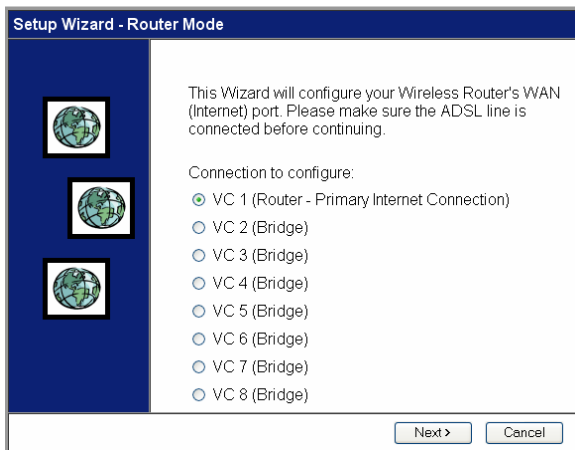 Setup Wizard - Router Mode
This Wizard will configure your Wireless Router's WAN
(Internet) port. Please make sure the ADSL line is
connected before continuing.
Connection to configure:
VC 1 (Router - Primary Internet Connection)
VC 2 (Bridge)
VC 3 (Bridge)
VC 4 (Bridge)
VC 5 (Bridge)
VC 6 (Bridge)
VC 7 (Bridge)
VC 8 (Bridge)
Next > Cancel